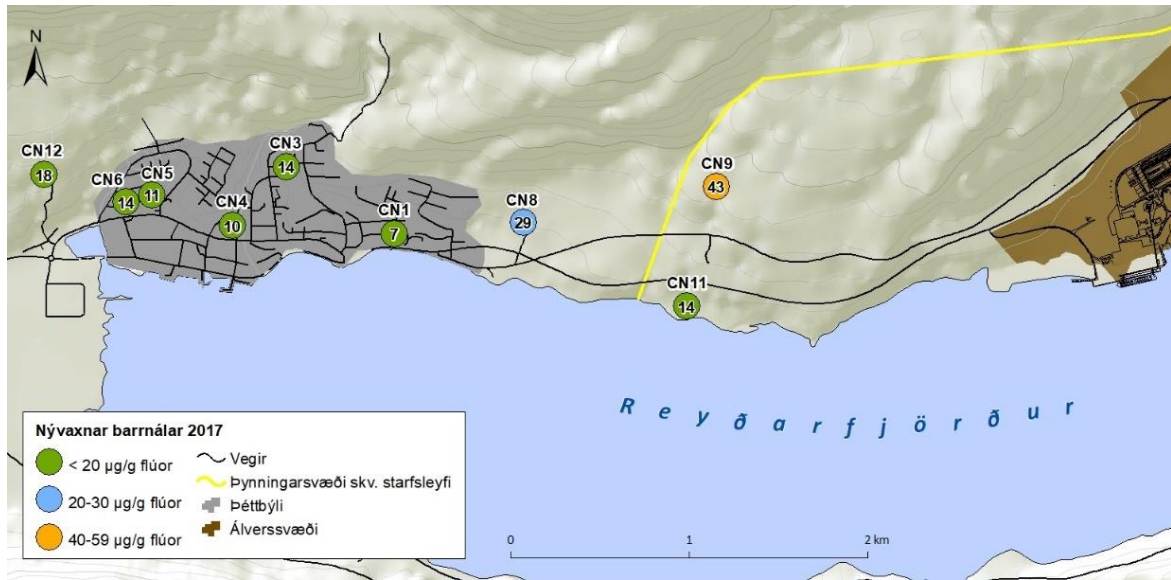 N
CN12
18
CN6
14
CN5
11
CN4
10
CN3
14
CN1
7
CN8
29
CN9
43
CN11
14
Reyðarfjörður
Nývaxnar barrnálar 2017
< 20 µg/g flúor
20-30 µg/g flúor
40-59 µg/g flúor
Vegir
Þynningarsvæði skv. starfsleyfi
Þéttbýli
Álverssvæði
0 1 2 km